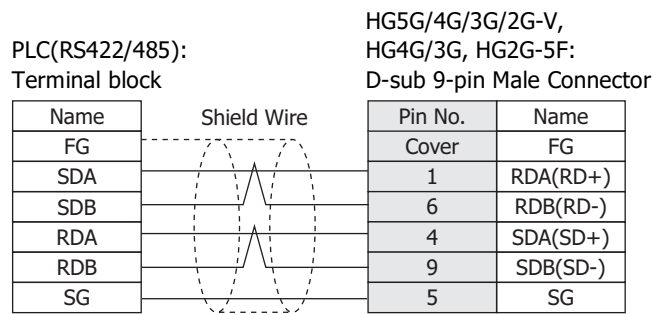 HG5G/4G/3G/2G-V,
PLC(RS422/485): HG4G/3G, HG2G-5F:
Terminal block D-sub 9-pin Male Connector
Name Shield Wire Pin No. Name
FG Cover FG
SDA 1 RDA(RD+)
SDB 6 RDB(RD-)
RDA 4 SDA(SD+)
RDB 9 SDB(SD-)
SG 5 SG